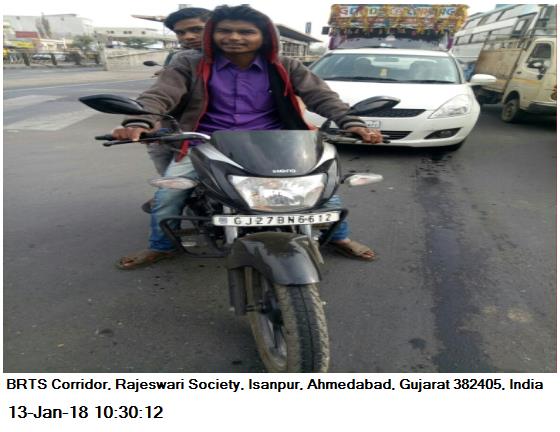 GJ27BN6612
BRTS Corridor, Rajeswari Society, Isanpur, Ahmedabad, Gujarat 382405, India
13-Jan-18 10:30:12